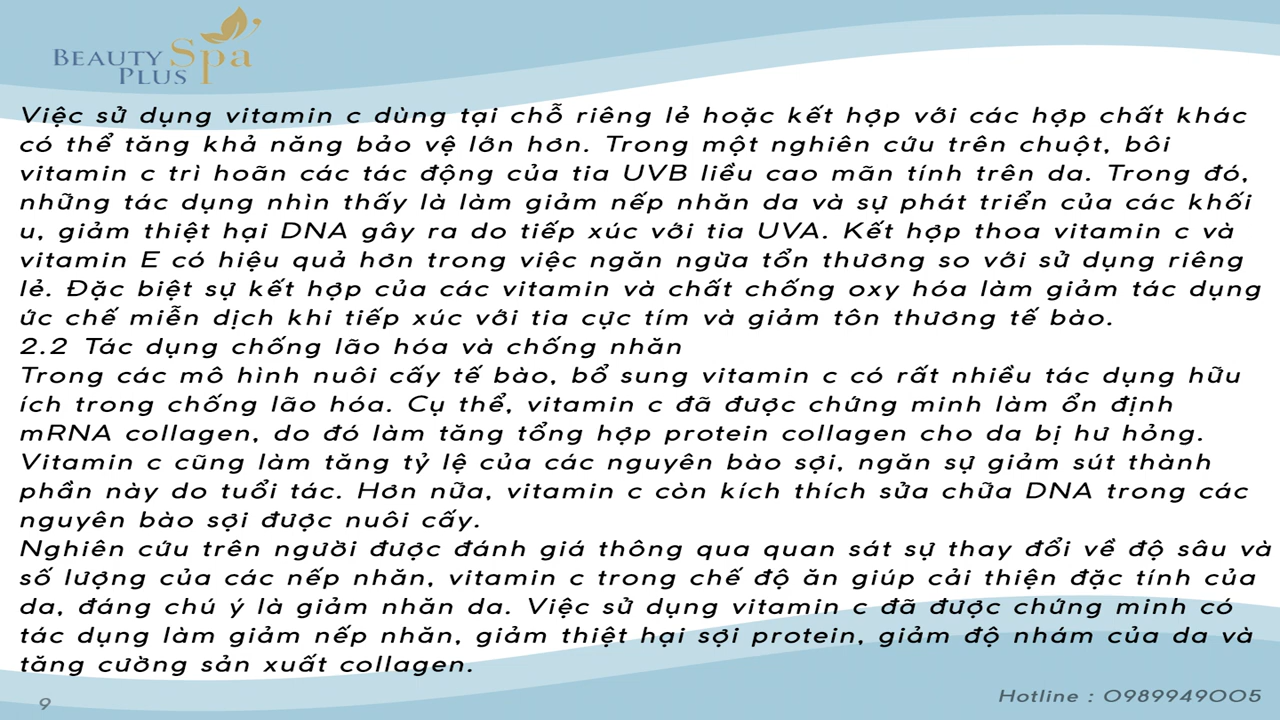 BEAUTY Spa
PLUS
Việc sử dụng vitamin c dùng tại chỗ riêng lẻ hoặc kết hợp với các hợp chất khác
có thể tăng khả năng bảo vệ lớn hơn. Trong một nghiên cứu trên chuột, bôi
vitamin c trì hoãn các tác động của tia UVB liều cao mãn tính trên da. Trong đó,
những tác dụng nhìn thấy là làm giảm nếp nhăn da và sự phát triển của các khối
u, giảm thiệt hại DNA gây ra do tiếp xúc với tia UVA. Kết hợp thoa vitamin c và
vitamin E có hiệu quả hơn trong việc ngăn ngừa tổn thương so với sử dụng riêng
lẻ. Đặc biệt sự kết hợp của các vitamin và chất chống oxy hóa làm giảm tác dụng
ức chế miễn dịch khi tiếp xúc với tia cực tím và giảm tôn thương tế bào.
2.2 Tác dụng chống lão hóa và chống nhăn
Trong các mô hình nuôi cấy tế bào, bổ sung vitamin c có rất nhiều tác dụng hữu
ích trong chống lão hóa. Cụ thể, vitamin c đã được chứng minh làm ổn định
mRNA collagen, do đó làm tăng tổng hợp protein collagen cho da bị hư hỏng.
Vitamin c cũng làm tăng tỷ lệ của các nguyên bào sợi, ngăn sự giảm sút thành
phần này do tuổi tác. Hơn nữa, vitamin c còn kích thích sửa chữa DNA trong các
nguyên bào sợi được nuôi cấy.
Nghiên cứu trên người được đánh giá thông qua quan sát sự thay đổi về độ sâu và
số lượng của các nếp nhăn, vitamin c trong chế độ ăn giúp cải thiện đặc tính của
da, đáng chú ý là giảm nhăn da. Việc sử dụng vitamin c đã được chứng minh có
tác dụng làm giảm nếp nhăn, giảm thiệt hại sợi protein, giảm độ nhám của da và
tăng cường sản xuất collagen.
9
Hotline : 0989949005